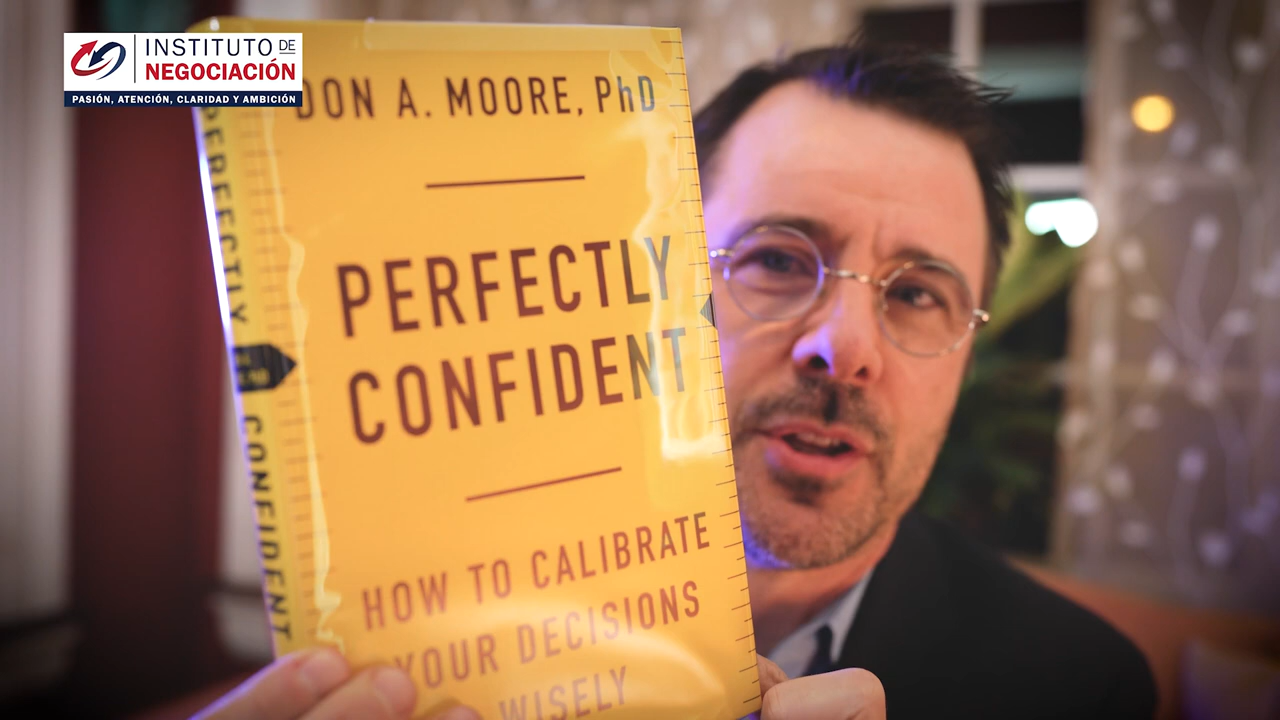 INSTITUTO DE
NEGOCIACIÓN
PASIÓN, ATENCIÓN, CLARIDAD Y AMBICIÓN
DON A. MOORE, PhD
PERFECTLY
CONFIDENT
HOW TO CALIBRATE
YOUR DECISIONS
WISELY
PERFECTLY CONFIDENT